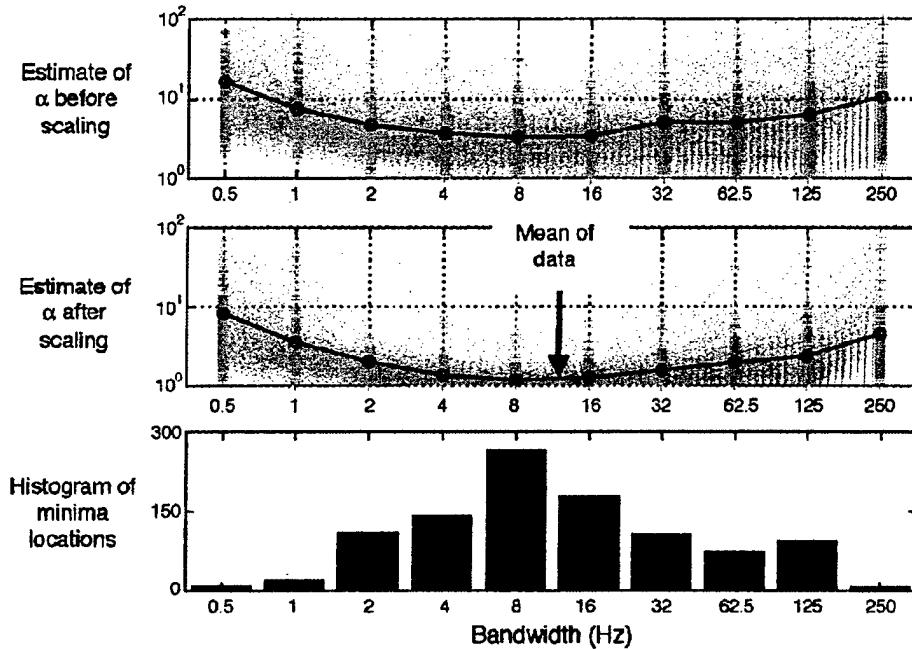 Estimate of
α before
scaling
10²
10¹
10⁰
0.5 1 2 4 8 16 32 62.5 125 250
Estimate of
α after
scaling
10²
10¹
10⁰
Mean of
data
0.5 1 2 4 8 16 32 62.5 125 250
Histogram of
minima
locations
300
150
0
0.5 1 2 4 8 16 32 62.5 125 250
Bandwidth (Hz)